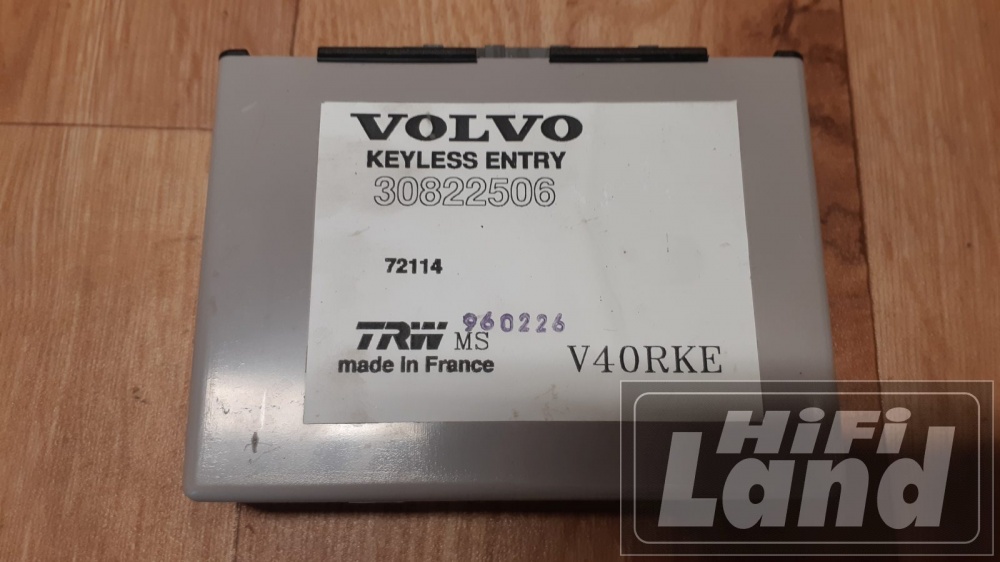 VOLVO
KEYLESS ENTRY
30822506
72114
960226
TRW MS
made in France
V40RKE
HiFi
Land